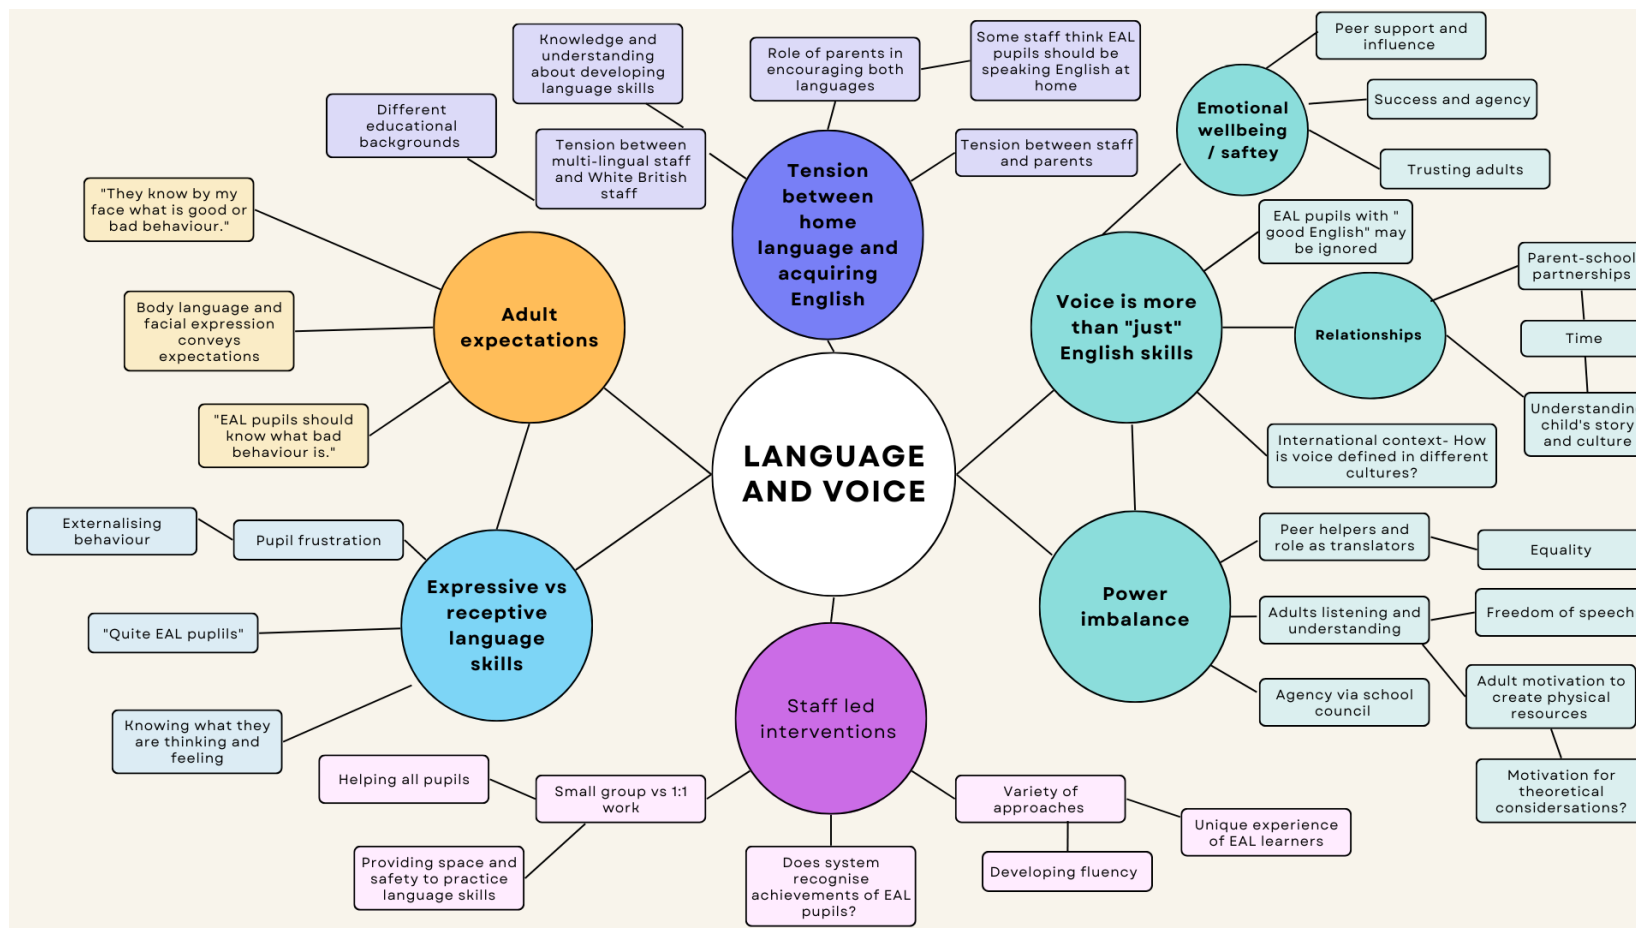 LANGUAGE
AND VOICE
Tension
between
home
language and
acquiring
English
Role of parents in
encouraging both
languages
Some staff think EAL
pupils should be
speaking English at
home
Tension between staff
and parents
Tension between
multi-lingual staff
and White British
staff
Knowledge and
understanding
about developing
language skills
Different
educational
backgrounds
Adult
expectations
"They know by my
face what is good or
bad behaviour."
Body language and
facial expression
conveys
expectations
"EAL pupils should
know what bad
behaviour is."
Expressive vs
receptive
language
skills
Pupil frustration
Externalising
behaviour
"Quite EAL puplils"
Knowing what they
are thinking and
feeling
Staff led
interventions
Small group vs 1:1
work
Helping all pupils
Providing space and
safety to practice
language skills
Does system
recognise
achievements of EAL
pupils?
Variety of
approaches
Developing fluency
Unique experience
of EAL learners
Voice is more
than "just"
English skills
Emotional
wellbeing
/ saftey
Peer support and
influence
Success and agency
Trusting adults
EAL pupils with "
good English" may
be ignored
Relationships
Parent-school
partnerships
Time
Understandin
child's story
and culture
International context- How
is voice defined in different
cultures?
Power
imbalance
Peer helpers and
role as translators
Equality
Adults listening and
understanding
Freedom of speech
Adult motivation to
create physical
resources
Motivation for
theoretical
considersations?
Agency via school
council